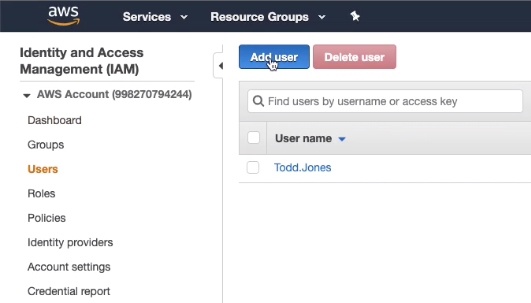 aws
Services
Resource Groups
Identity and Access
Management (IAM)
AWS Account (998270794244)
Dashboard
Groups
Users
Roles
Policies
Identity providers
Account settings
Credential report
Add user
Delete user
Find users by username or access key
User name
Todd.Jones